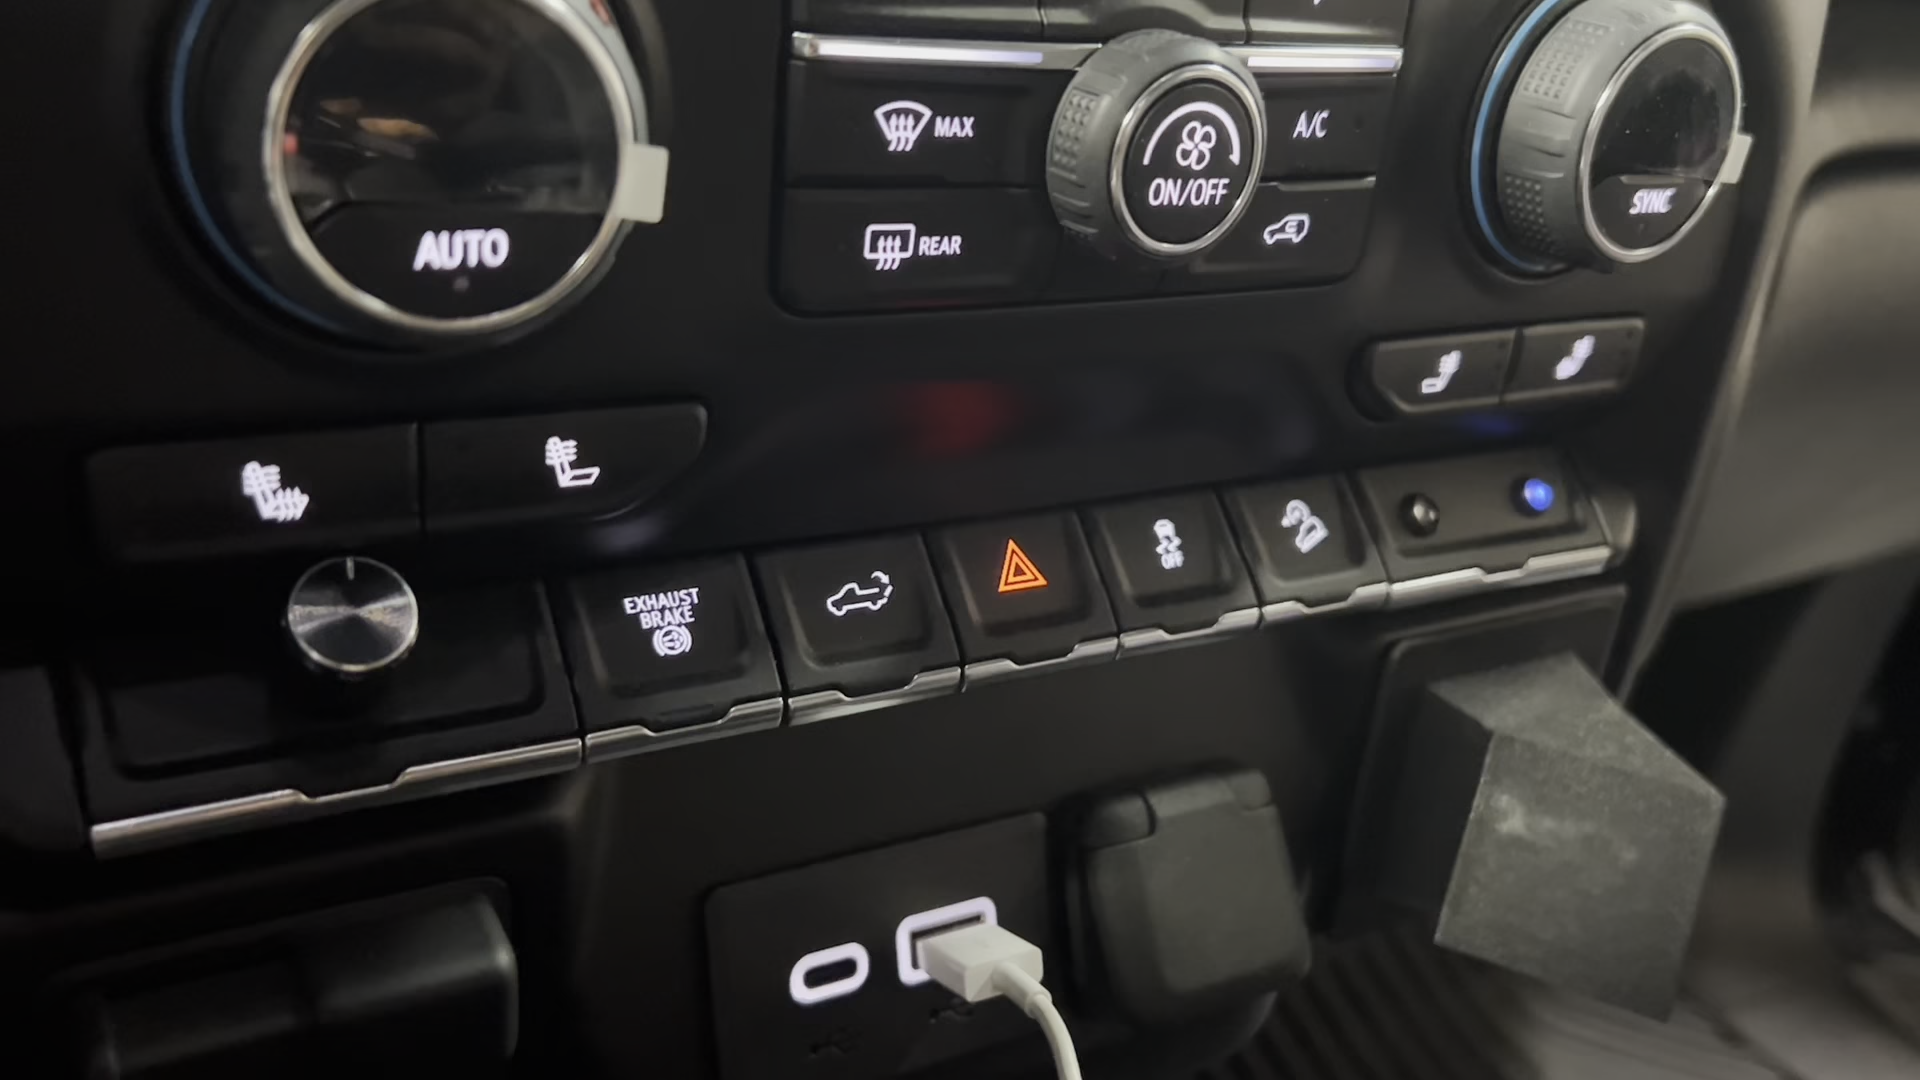 MAX
A/C
ON/OFF
AUTO
REAR
SYNC
EXHAUST
BRAKE
OFF